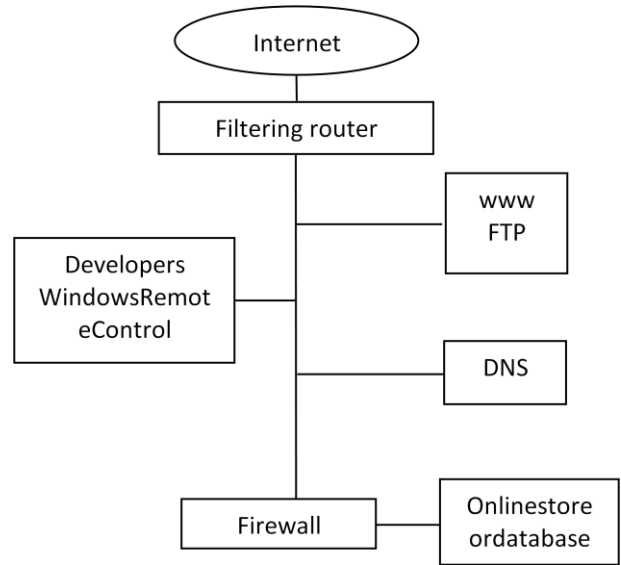 Internet
Filtering router
www
FTP
Developers
WindowsRemot
eControl
DNS
Firewall
Onlinestore
ordatabase